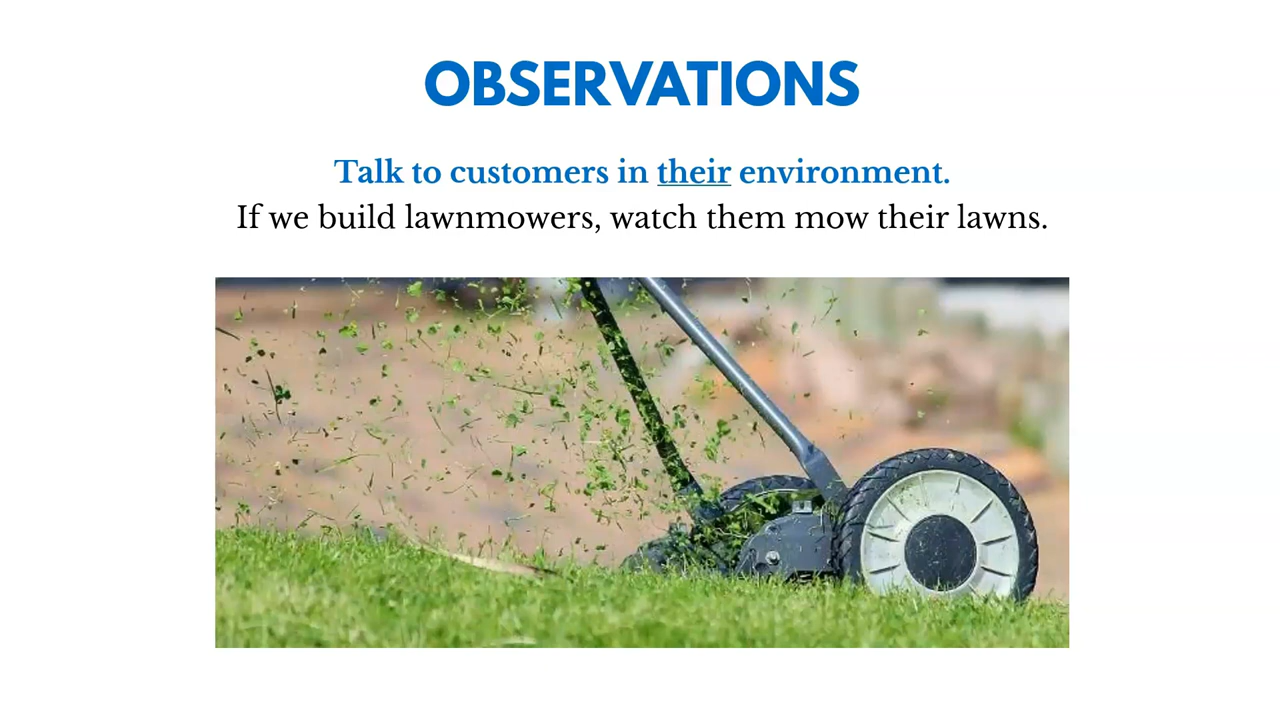 OBSERVATIONS
Talk to customers in their environment.
If we build lawnmowers, watch them mow their lawns.